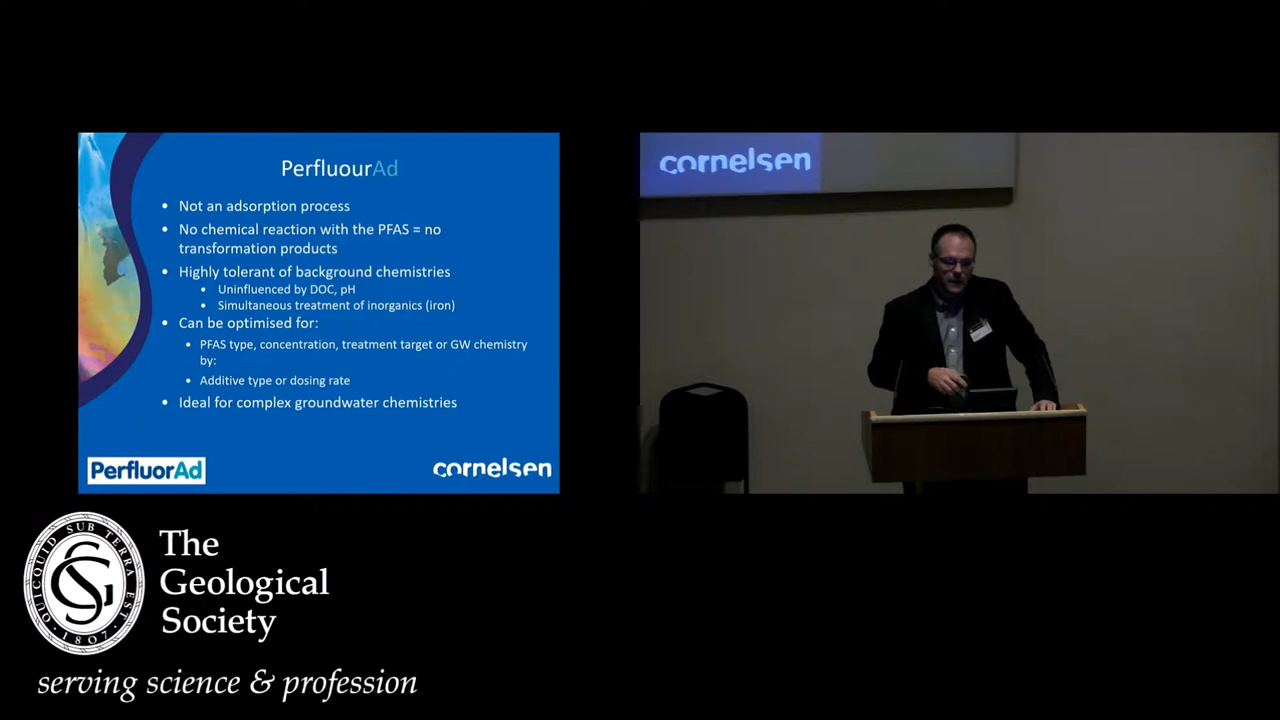 PerfluourAd
• Not an adsorption process
• No chemical reaction with the PFAS = no
transformation products
• Highly tolerant of background chemistries
• Uninfluenced by DOC, pH
• Simultaneous treatment of inorganics (iron)
• Can be optimised for:
• PFAS type, concentration, treatment target or GW chemistry
by:
• Additive type or dosing rate
• Ideal for complex groundwater chemistries
PerfluorAd
cornelsen
cornelsen
QUICQUID SUB TERRA EST
1807
The
Geological
Society
serving science & profession